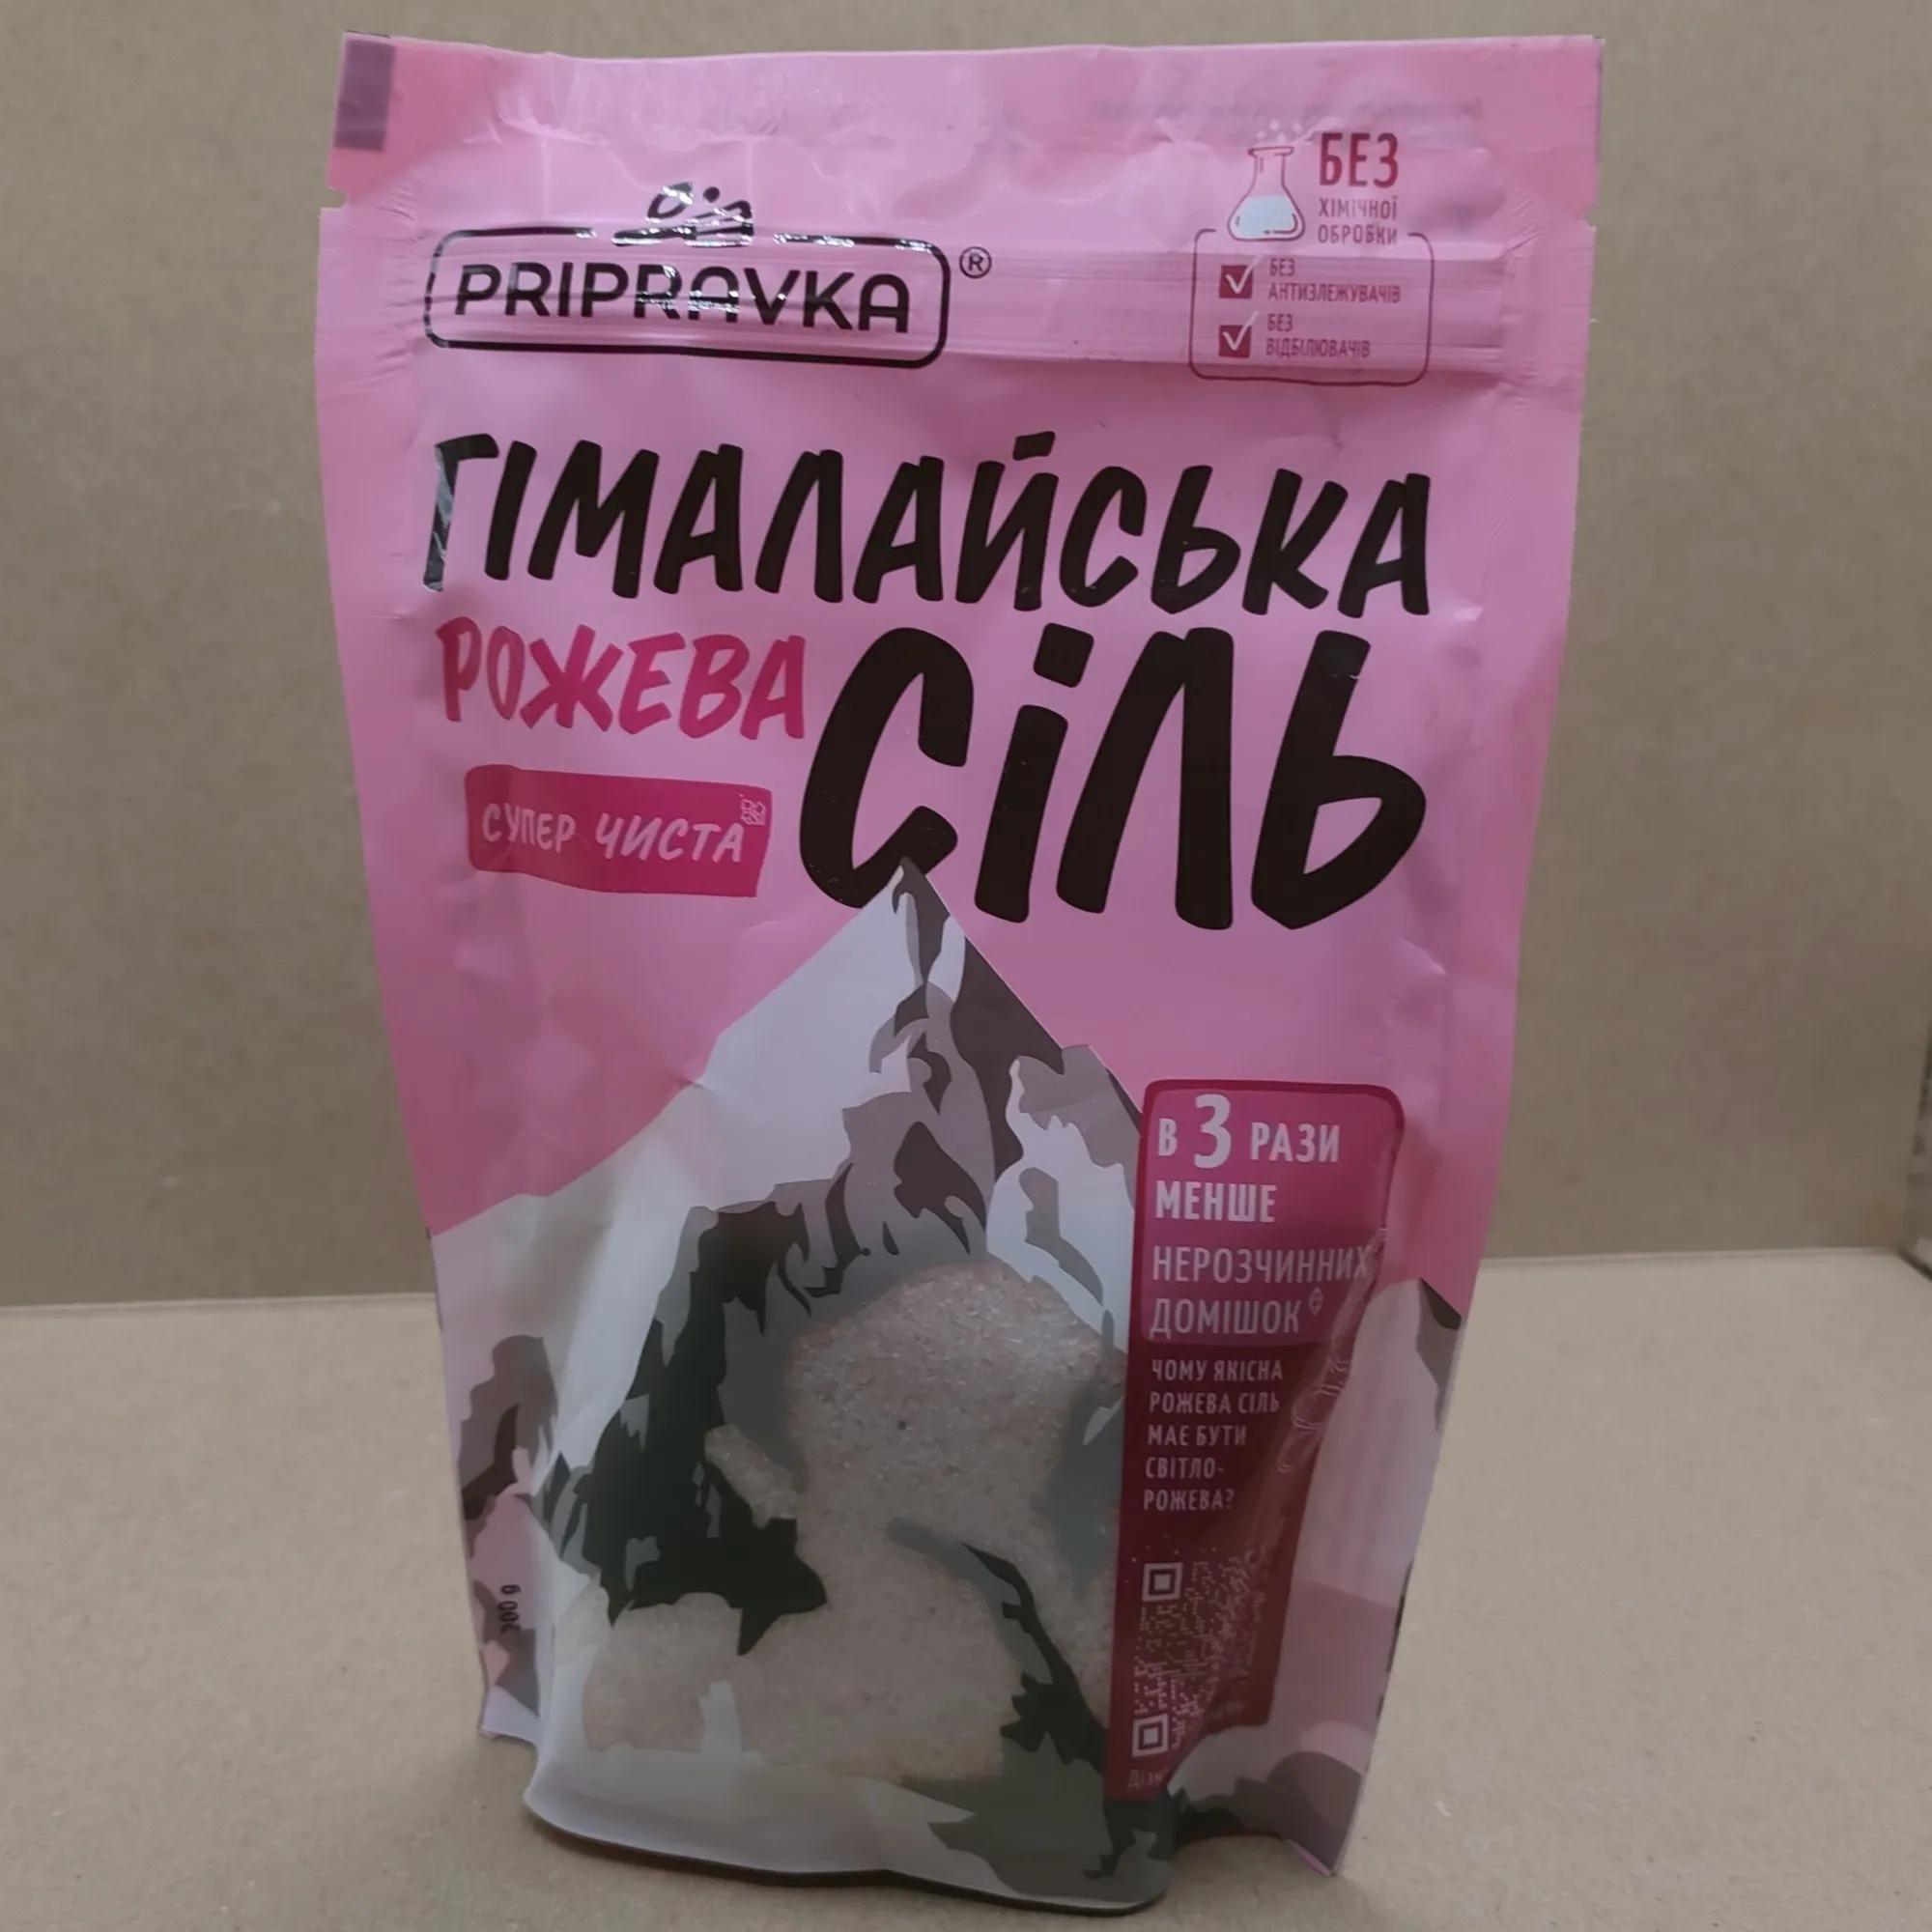 PRIPRAVKA®
БЕЗ
ХІМІЧНОЇ
ОБРОБКИ
БЕЗ
АНТИЗЛЕЖУВАЧІВ
БЕЗ
ВІДБІЛЮВАЧІВ
ГІМАЛАЙСЬКА
РОЖЕВА СІЛЬ
СУПЕР ЧИСТА
В 3 РАЗИ
МЕНШЕ
НЕРОЗЧИННИХ
ДОМІШОК
ЧОМУ ЯКІСНА
РОЖЕВА СІЛЬ
МАЄ БУТИ
СВІТЛО-
РОЖЕВА?
200 g